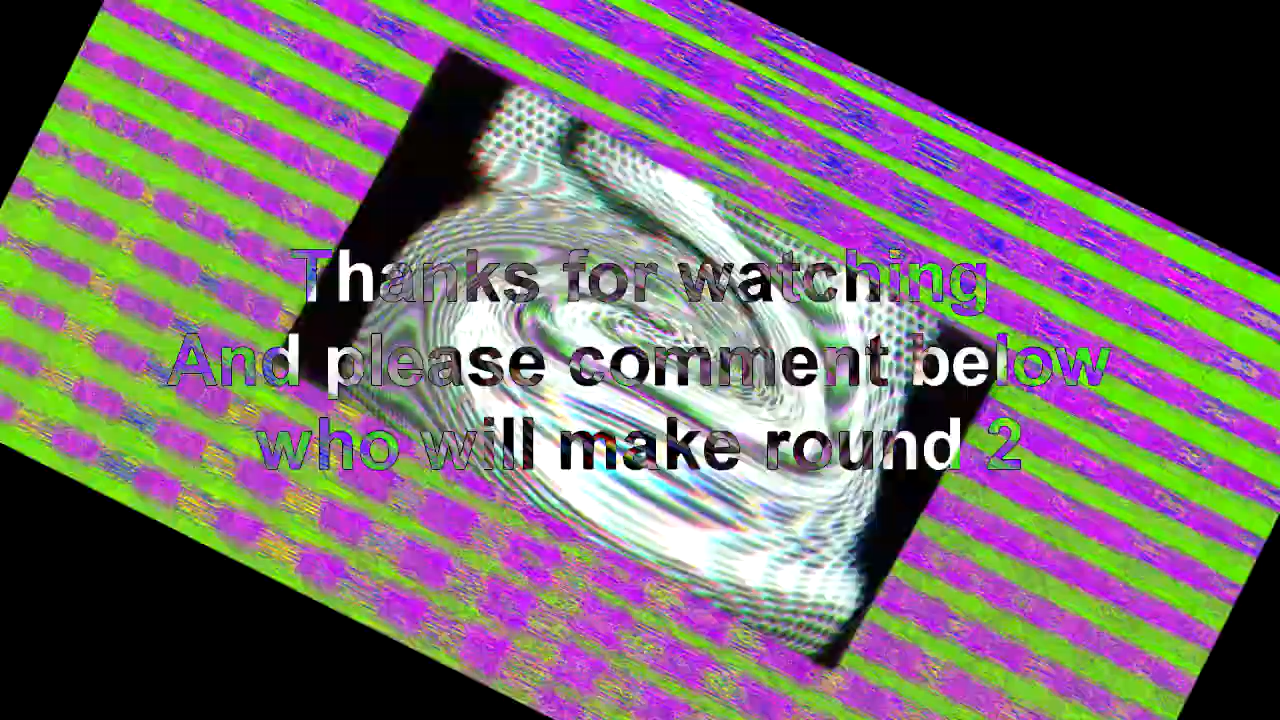 Thanks for watching
And please comment below
who will make round 2